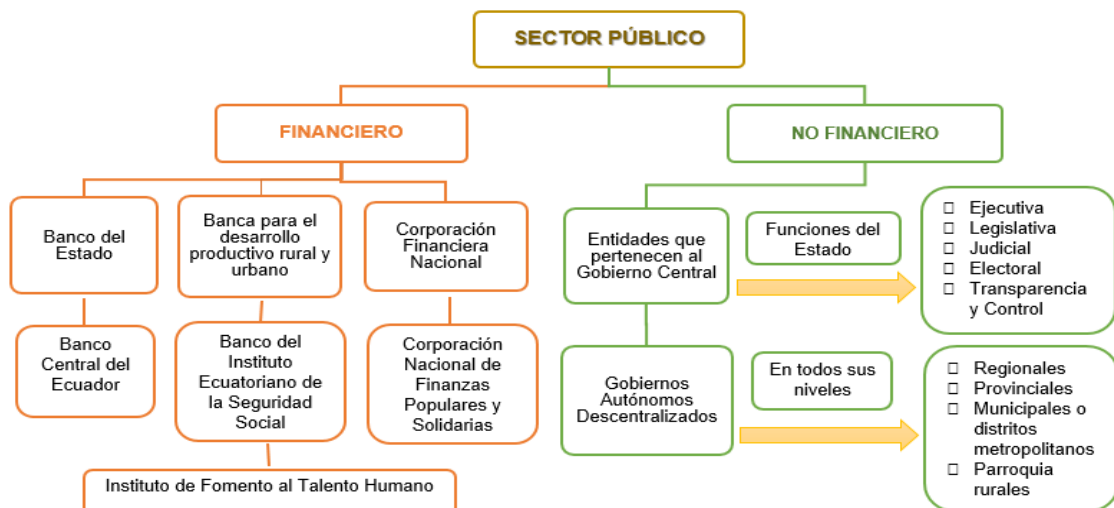 SECTOR PÚBLICO
FINANCIERO
NO FINANCIERO
Banco del
Estado
Banca para el
desarrollo
productivo rural y
urbano
Corporación
Financiera
Nacional
Banco
Central del
Ecuador
Banco del
Instituto
Ecuatoriano de
la Seguridad
Social
Corporación
Nacional de
Finanzas
Populares y
Solidarias
Instituto de Fomento al Talento Humano
Entidades que
pertenecen al
Gobierno Central
Funciones del
Estado
Ejecutiva
Legislativa
Judicial
Electoral
Transparencia
y Control
Gobiernos
Autónomos
Descentralizados
En todos sus
niveles
Regionales
Provinciales
Municipales o
distritos
metropolitanos
Parroquia
rurales